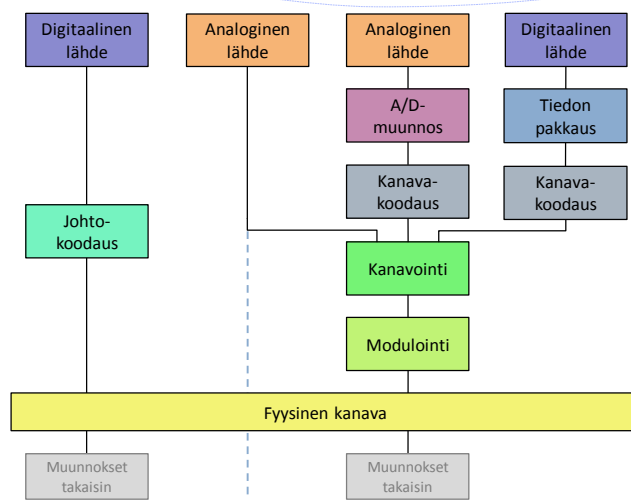 Digitaalinen
lähde
Analoginen
lähde
Analoginen
lähde
Digitaalinen
lähde
A/D-
muunnos
Tiedon
pakkaus
Kanava-
koodaus
Kanava-
koodaus
Johto-
koodaus
Kanavointi
Modulointi
Fyysinen kanava
Muunnokset
takaisin
Muunnokset
takaisin